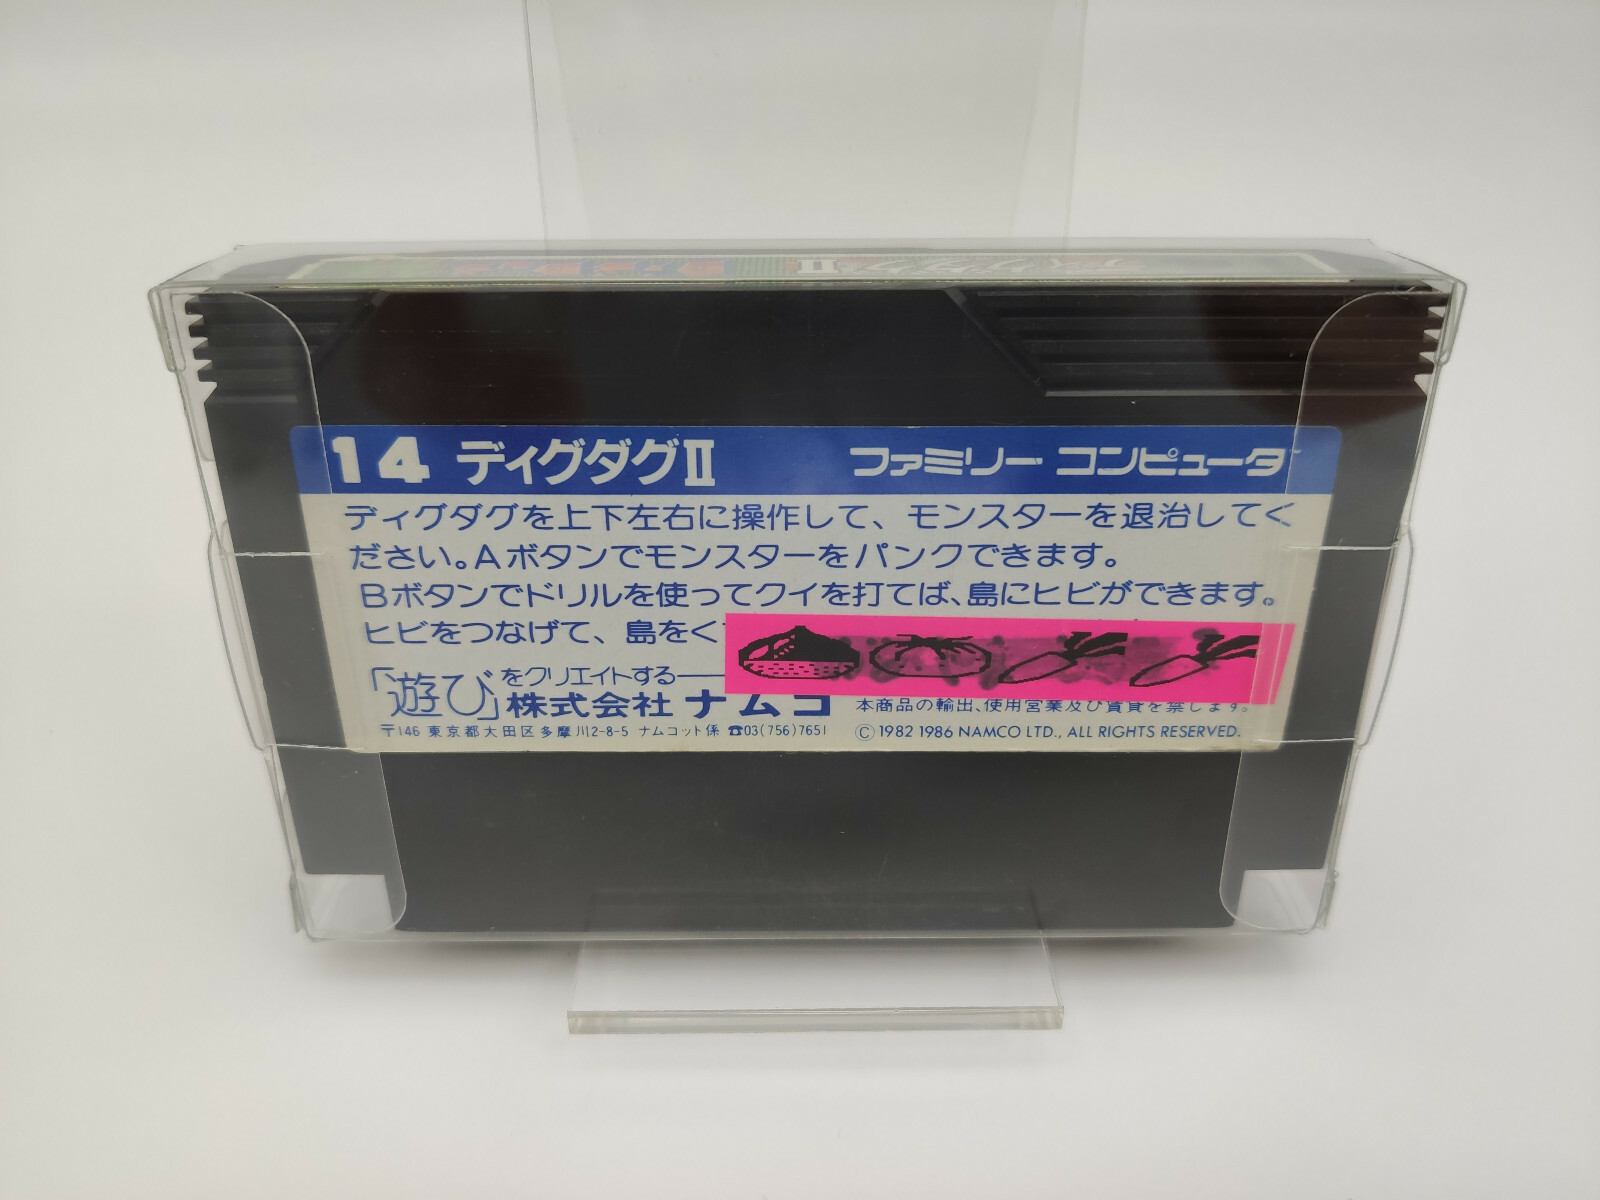 14 ディグダグII ファミリー コンピュータ
ディグダグを上下左右に操作して、モンスターを退治してく
ださい。Aボタンでモンスターをパンクできます。
Bボタンでドリルを使ってクイを打てば、島にヒビができます。
ヒビをつなげて、島をく
「遊び」をクリエイトする——
株式会社ナムコ 本商品の輸出、使用営業及び賃貸を禁じます。
〒146 東京都大田区多摩川2-8-5 ナムコット係 ☎03(756)7651 © 1982 1986 NAMCO LTD., ALL RIGHTS RESERVED.